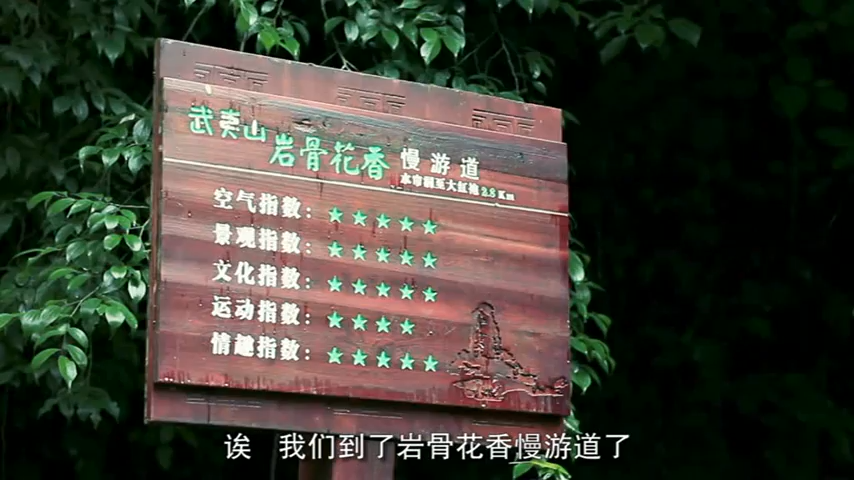 武夷山
岩骨花香 慢游道
水帘洞至大红袍 2.8Km
空气指数：★★★★★
景观指数：★★★★★
文化指数：★★★★★
运动指数：★★★★
情趣指数：★★★★★
诶 我们到了岩骨花香慢游道了